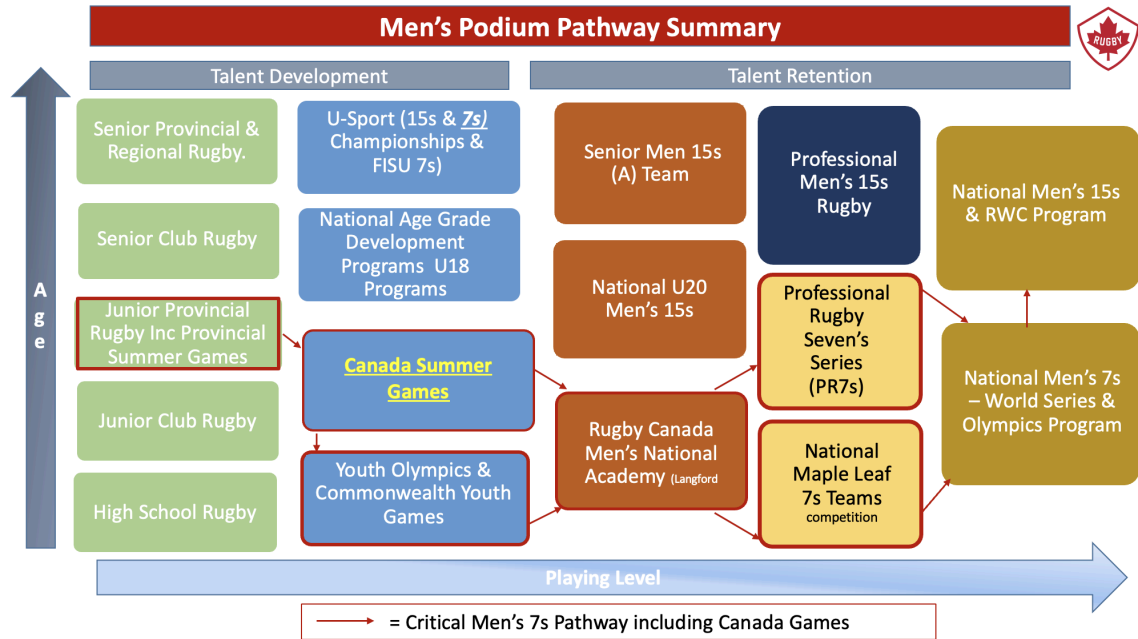 Men's Podium Pathway Summary
RUGBY
Talent Development
Talent Retention
Age
Senior Provincial &
Regional Rugby.
Senior Club Rugby
Junior Provincial
Rugby Inc Provincial
Summer Games
Junior Club Rugby
High School Rugby
U-Sport (15s & 7s)
Championships &
FISU 7s)
National Age Grade
Development
Programs U18
Programs
Canada Summer
Games
Youth Olympics &
Commonwealth Youth
Games
Senior Men 15s
(A) Team
National U20
Men's 15s
Rugby Canada
Men's National
Academy (Langford
Professional
Men's 15s
Rugby
Professional
Rugby
Seven's
Series
(PR7s)
National
Maple Leaf
7s Teams
competition
National Men's 15s
& RWC Program
National Men's 7s
– World Series &
Olympics Program
Playing Level
= Critical Men's 7s Pathway including Canada Games